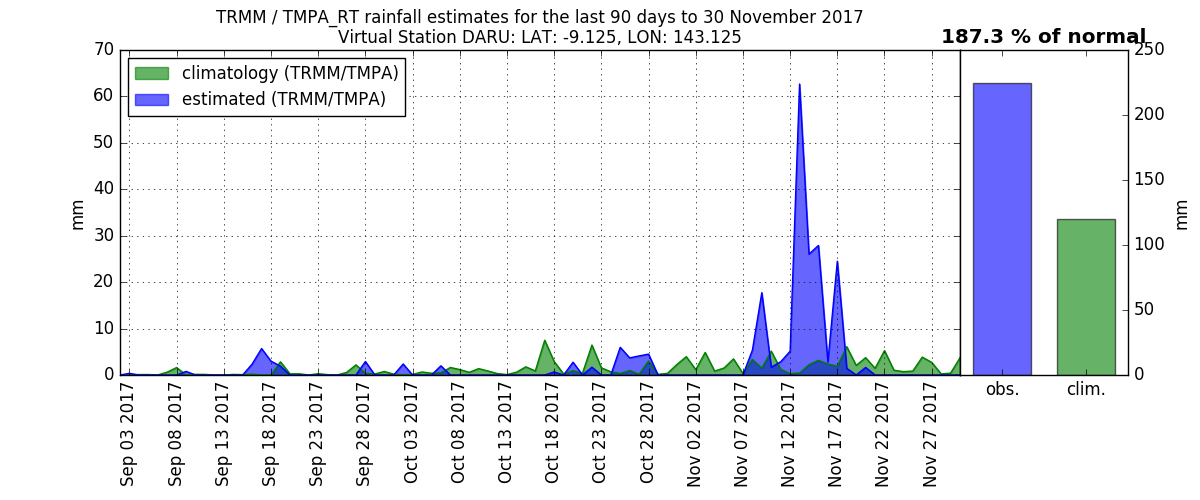 TRMM / TMPA_RT rainfall estimates for the last 90 days to 30 November 2017
Virtual Station DARU: LAT: -9.125, LON: 143.125
187.3 % of normal
climatology (TRMM/TMPA)
estimated (TRMM/TMPA)
70
60
50
40
30
20
10
0
mm
Sep 03 2017
Sep 08 2017
Sep 13 2017
Sep 18 2017
Sep 23 2017
Sep 28 2017
Oct 03 2017
Oct 08 2017
Oct 13 2017
Oct 18 2017
Oct 23 2017
Oct 28 2017
Nov 02 2017
Nov 07 2017
Nov 12 2017
Nov 17 2017
Nov 22 2017
Nov 27 2017
250
200
150
100
50
0
mm
obs.
clim.